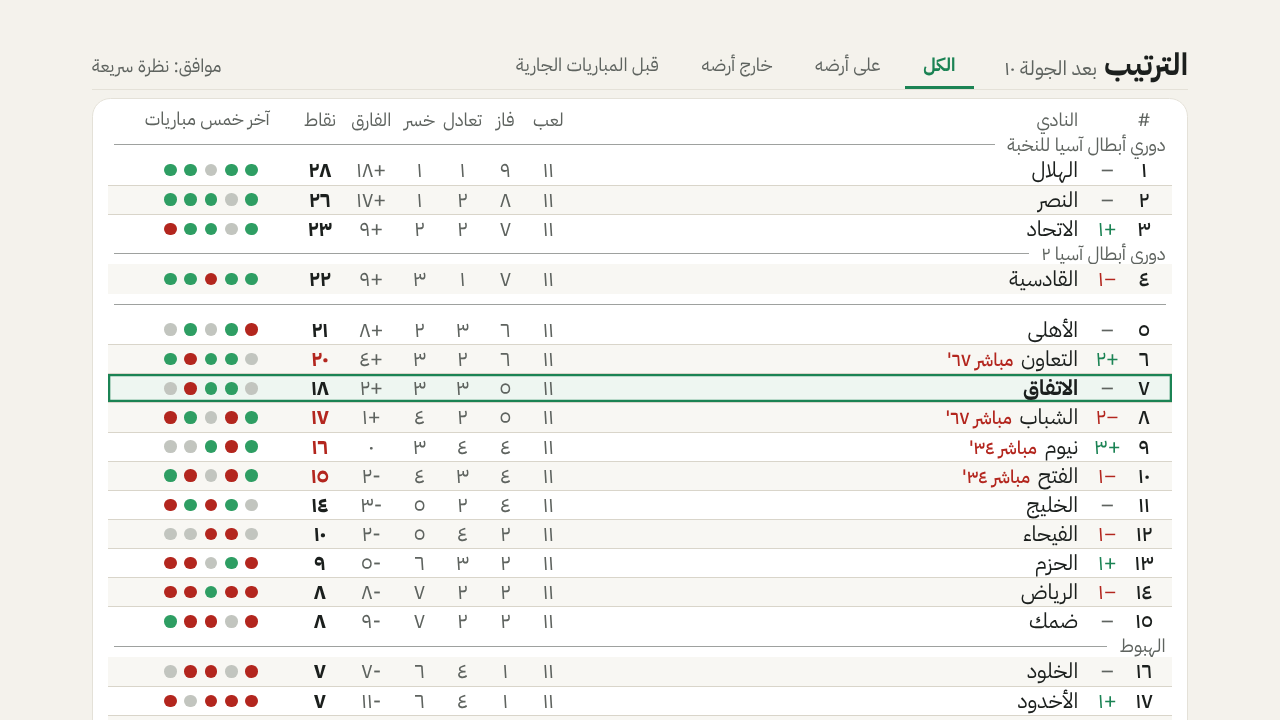 الترتيب بعد الجولة ١٠ الكل على أرضه خارج أرضه قبل المباريات الجارية موافق: نظرة سريعة
# النادي لعب فاز تعادل خسر الفارق نقاط آخر خمس مباريات
دوري أبطال آسيا للنخبة
١ – الهلال ١١ ٩ ١ ١ +١٨ ٢٨
٢ – النصر ١١ ٨ ٢ ١ +١٧ ٢٦
٣ +١ الاتحاد ١١ ٧ ٢ ٢ +٩ ٢٣
دوري أبطال آسيا ٢
٤ –١ القادسية ١١ ٧ ١ ٣ +٩ ٢٢
٥ – الأهلي ١١ ٦ ٣ ٢ +٨ ٢١
٦ +٢ التعاون مباشر ٦٧' ١١ ٦ ٢ ٣ +٤ ٢٠
٧ – الاتفاق ١١ ٥ ٣ ٣ +٢ ١٨
٨ –٢ الشباب مباشر ٦٧' ١١ ٥ ٢ ٤ +١ ١٧
٩ +٣ نيوم مباشر ٣٤' ١١ ٤ ٤ ٣ ٠ ١٦
١٠ –١ الفتح مباشر ٣٤' ١١ ٤ ٣ ٤ -٢ ١٥
١١ – الخليج ١١ ٤ ٢ ٥ -٣ ١٤
١٢ –١ الفيحاء ١١ ٢ ٤ ٥ -٢ ١٠
١٣ +١ الحزم ١١ ٢ ٣ ٦ -٥ ٩
١٤ –١ الرياض ١١ ٢ ٢ ٧ -٨ ٨
١٥ – ضمك ١١ ٢ ٢ ٧ -٩ ٨
الهبوط
١٦ – الخلود ١١ ١ ٤ ٦ -٧ ٧
١٧ +١ الأخدود ١١ ١ ٤ ٦ -١١ ٧